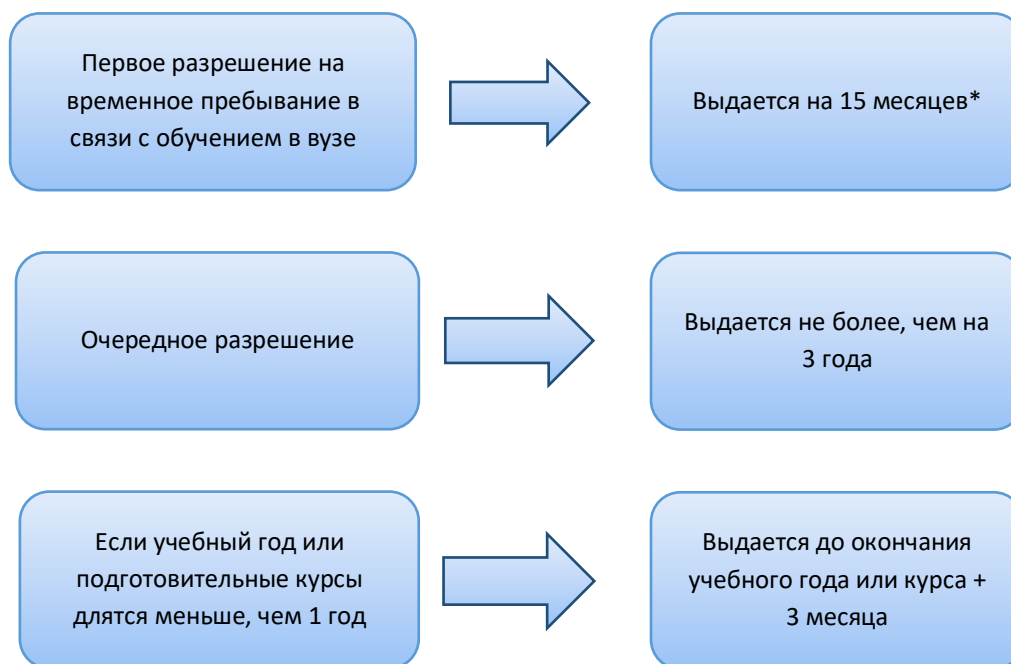 Первое разрешение на
временное пребывание в
связи с обучением в вузе
Выдается на 15 месяцев*
Очередное разрешение
Выдается не более, чем на
3 года
Если учебный год или
подготовительные курсы
длятся меньше, чем 1 год
Выдается до окончания
учебного года или курса +
3 месяца